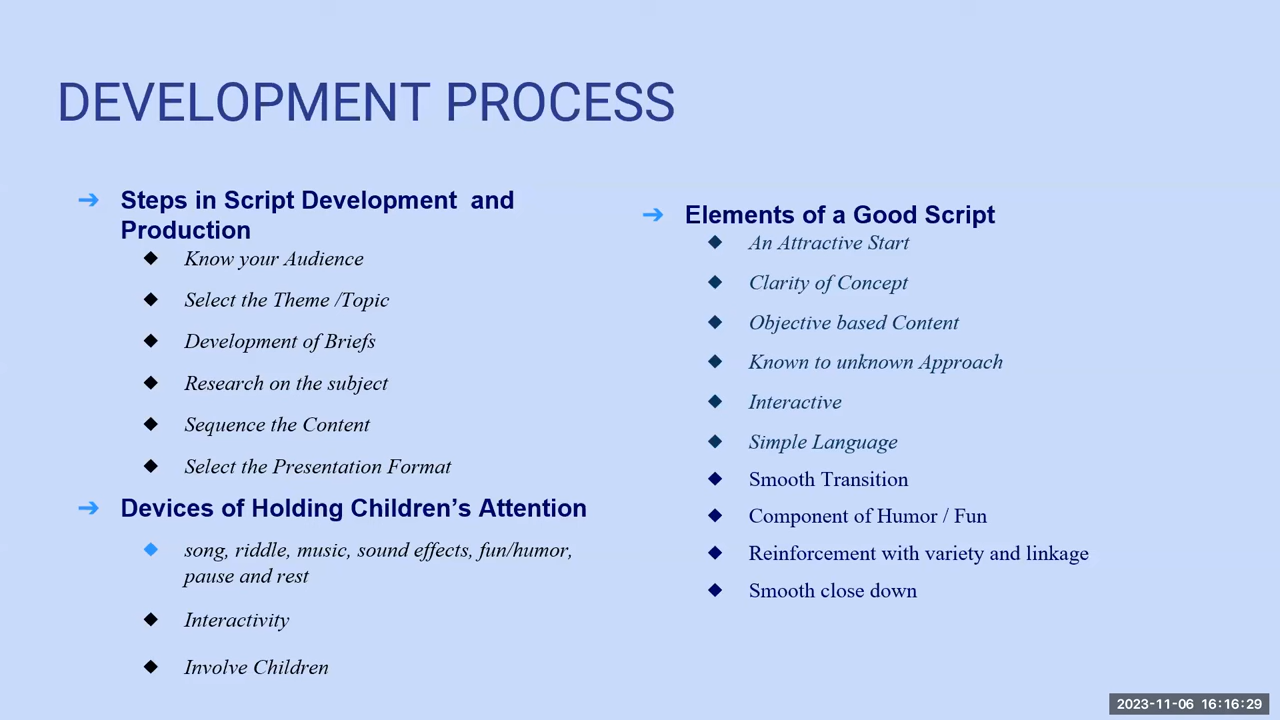 DEVELOPMENT PROCESS
➔ Steps in Script Development and
Production
◆ Know your Audience
◆ Select the Theme /Topic
◆ Development of Briefs
◆ Research on the subject
◆ Sequence the Content
◆ Select the Presentation Format
➔ Devices of Holding Children’s Attention
◆ song, riddle, music, sound effects, fun/humor,
pause and rest
◆ Interactivity
◆ Involve Children
➔ Elements of a Good Script
◆ An Attractive Start
◆ Clarity of Concept
◆ Objective based Content
◆ Known to unknown Approach
◆ Interactive
◆ Simple Language
◆ Smooth Transition
◆ Component of Humor / Fun
◆ Reinforcement with variety and linkage
◆ Smooth close down
2023-11-06 16:16:29